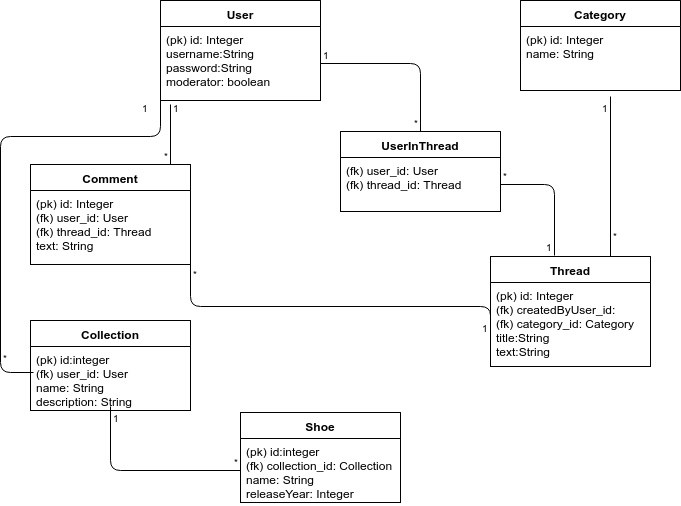 User
(pk) id: Integer
username:String
password:String
moderator: boolean
Category
(pk) id: Integer
name: String
1
1
1
*
1
*
UserInThread
(fk) user_id: User
(fk) thread_id: Thread
*
1
*
Comment
(pk) id: Integer
(fk) user_id: User
(fk) thread_id: Thread
text: String
*
Thread
(pk) id: Integer
(fk) createdByUser_id:
(fk) category_id: Category
title:String
text:String
1
Collection
(pk) id:integer
(fk) user_id: User
name: String
description: String
*
1
*
Shoe
(pk) id:integer
(fk) collection_id: Collection
name: String
releaseYear: Integer